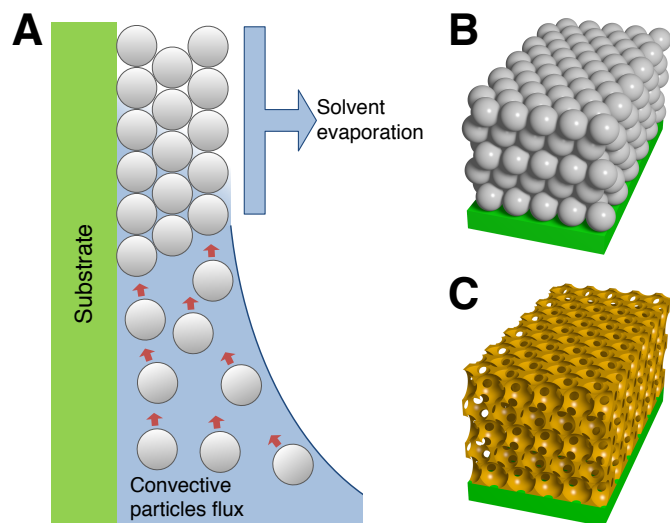 A
B
Solvent
evaporation
Substrate
C
Convective
particles flux